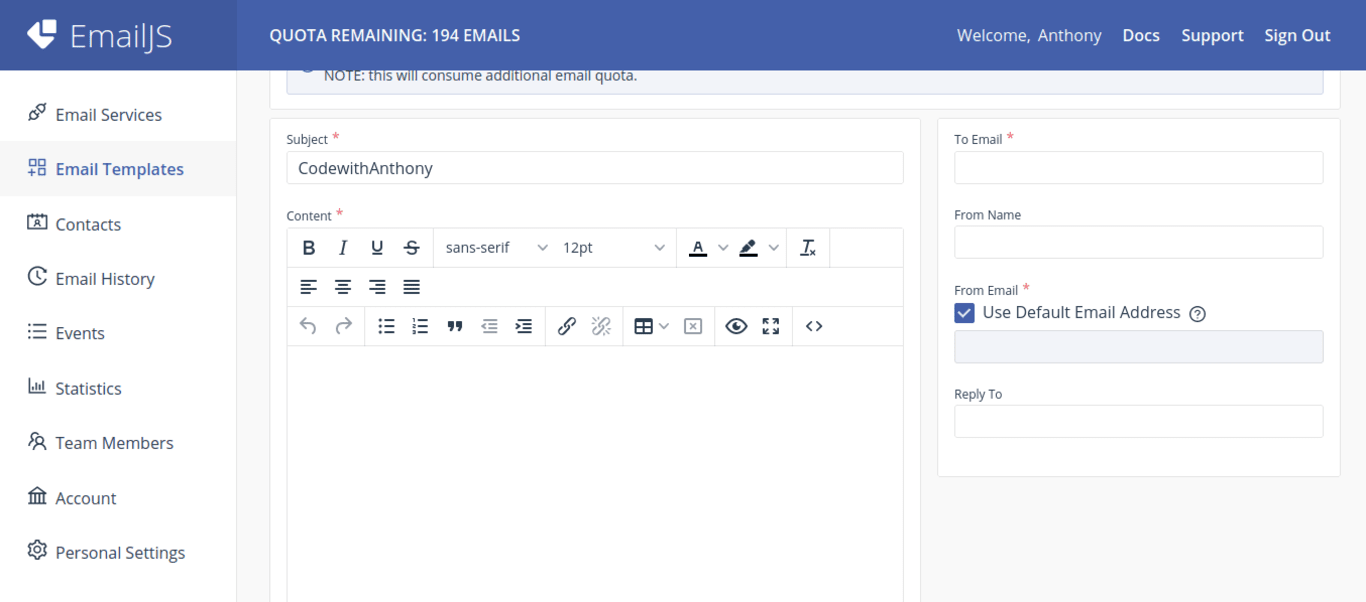 EmailJS
QUOTA REMAINING: 194 EMAILS
Welcome, Anthony
Docs
Support
Sign Out
Email Services
Email Templates
Contacts
Email History
Events
Statistics
Team Members
Account
Personal Settings
NOTE: this will consume additional email quota.
Subject *
CodewithAnthony
Content *
B I U S sans-serif 12pt A Tx
To Email *
From Name
From Email *
Use Default Email Address ?
Reply To